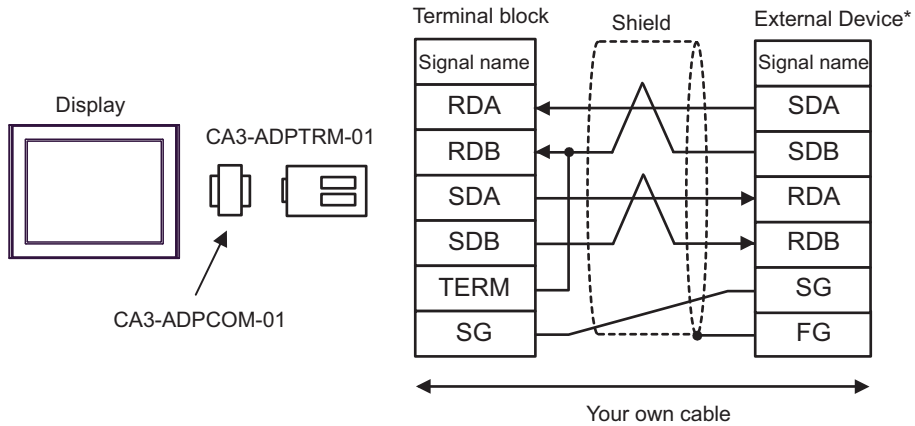 Terminal block
Shield
External Device*
Signal name
Signal name
Display
CA3-ADPTRM-01
CA3-ADPCOM-01
RDA
SDA
RDB
SDB
SDA
RDA
SDB
RDB
TERM
SG
SG
FG
Your own cable